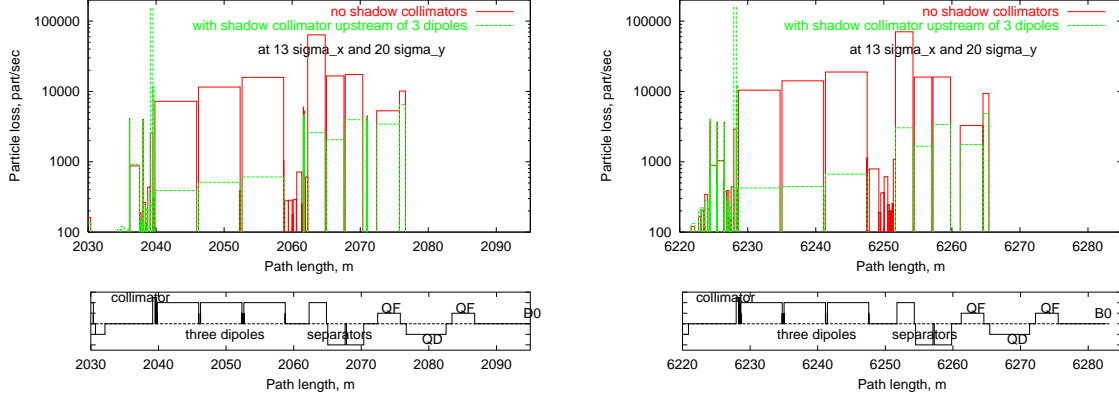 no shadow collimators
with shadow collimator upstream of 3 dipoles
at 13 sigma_x and 20 sigma_y
Particle loss, part/sec
100000
10000
1000
100
2030 2040 2050 2060 2070 2080 2090
Path length, m
collimator
QF QF
D0
three dipoles separators
QD
2030 2040 2050 2060 2070 2080 2090
Path length, m
no shadow collimators
with shadow collimator upstream of 3 dipoles
at 13 sigma_x and 20 sigma_y
Particle loss, part/sec
100000
10000
1000
100
6220 6230 6240 6250 6260 6270 6280
Path length, m
collimator
QF QF
B0
three dipoles separators
QD
6220 6230 6240 6250 6260 6270 6280
Path length, m